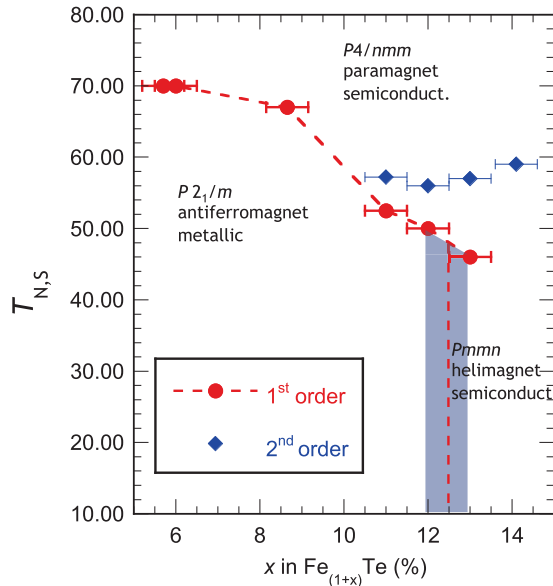 P4/nmm
paramagnet
semiconduct.
P 2₁/m
antiferromagnet
metallic
Pmmn
helimagnet
semiconduct.
1ˢᵗ order
2ⁿᵈ order
T_N,S
80.00
70.00
60.00
50.00
40.00
30.00
20.00
10.00
6
8
10
12
14
x in Fe₍₁₊ₓ₎Te (%)